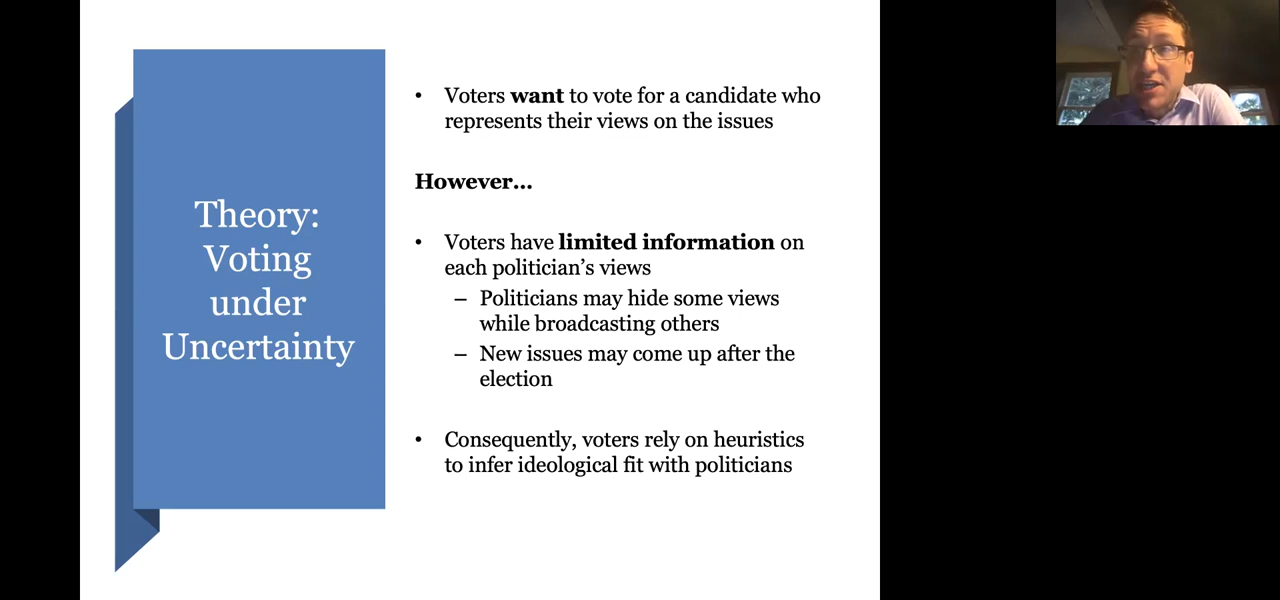 Theory:
Voting
under
Uncertainty
• Voters want to vote for a candidate who
represents their views on the issues
However...
• Voters have limited information on
each politician’s views
– Politicians may hide some views
while broadcasting others
– New issues may come up after the
election
• Consequently, voters rely on heuristics
to infer ideological fit with politicians